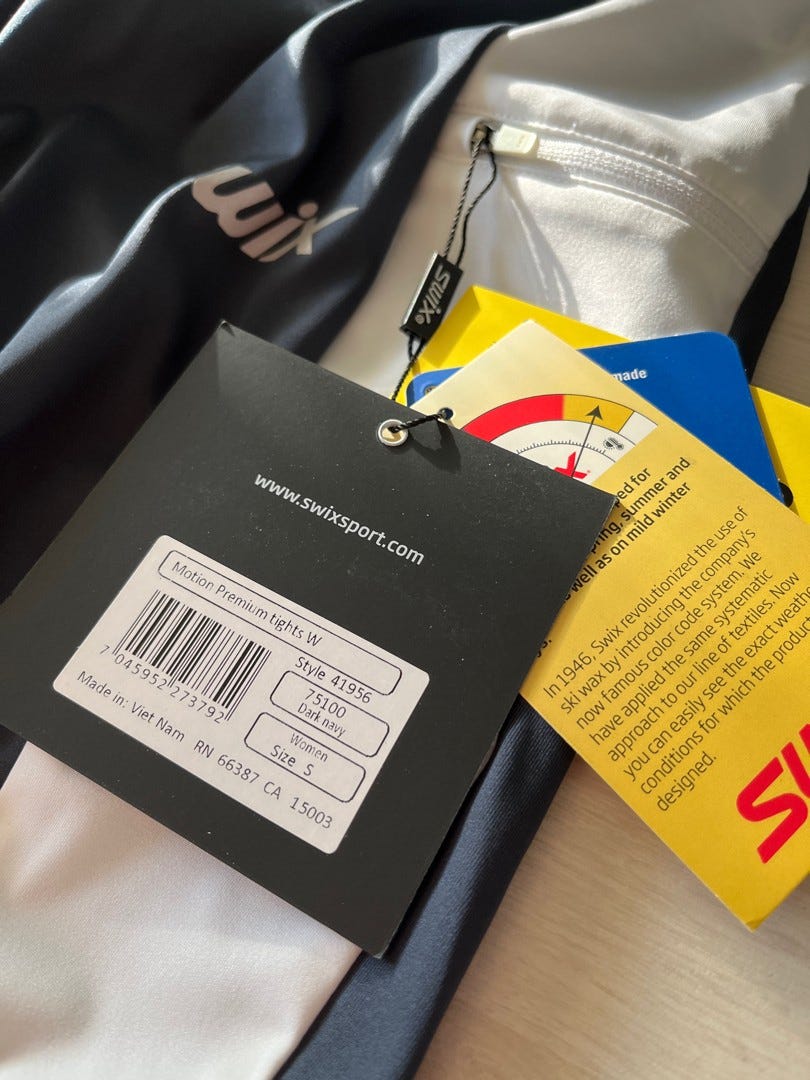 wix
SWIX
made
www.swixsport.com
Motion Premium tights W
Style 41956
7 045952 273792
75100
Dark navy
Women
Size S
Made in: Viet Nam RN 66387 CA 15003
for
summer and
well as on mild winter
In 1946, Swix revolutionized the use of
ski wax by introducing the company's
now famous color code system. We
have applied the same systematic
approach to our line of textiles. Now
you can easily see the exact weather
conditions for which the product
designed.